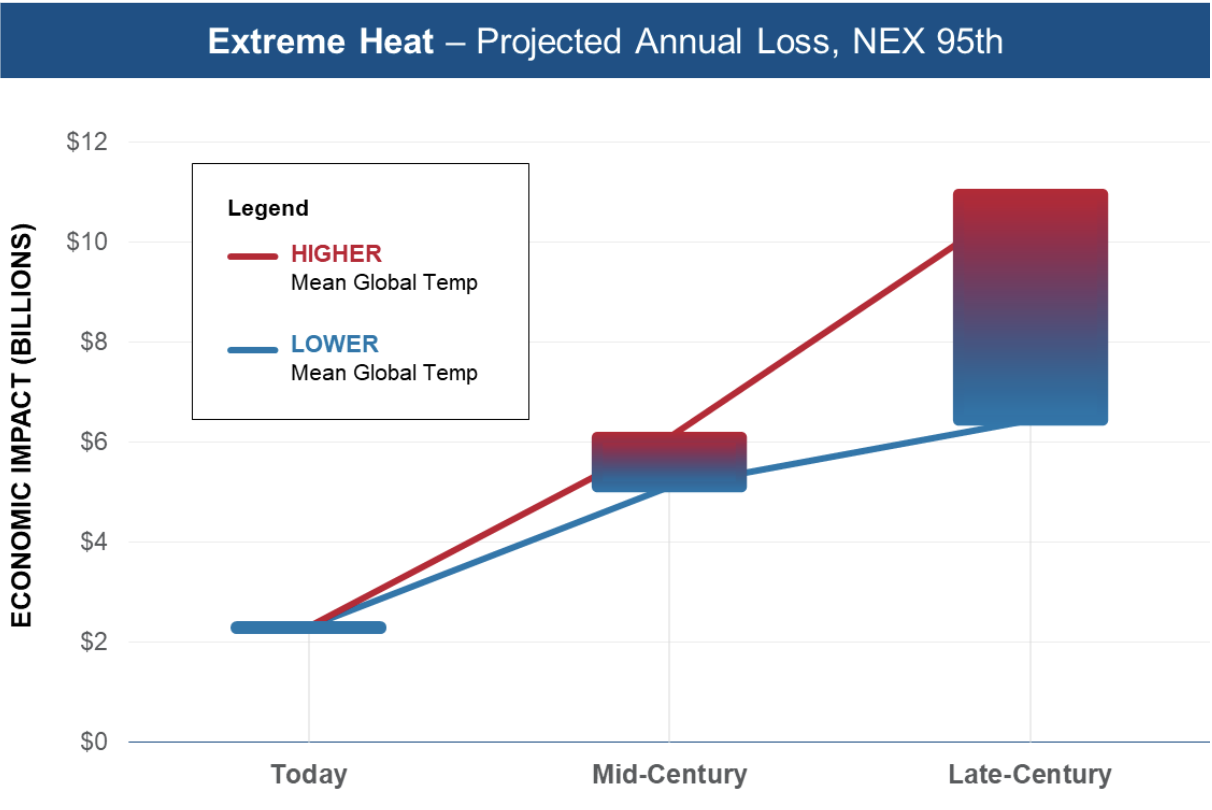 Extreme Heat – Projected Annual Loss, NEX 95th
$12
$10
$8
$6
$4
$2
$0
ECONOMIC IMPACT (BILLIONS)
Legend
HIGHER
Mean Global Temp
LOWER
Mean Global Temp
Today
Mid-Century
Late-Century